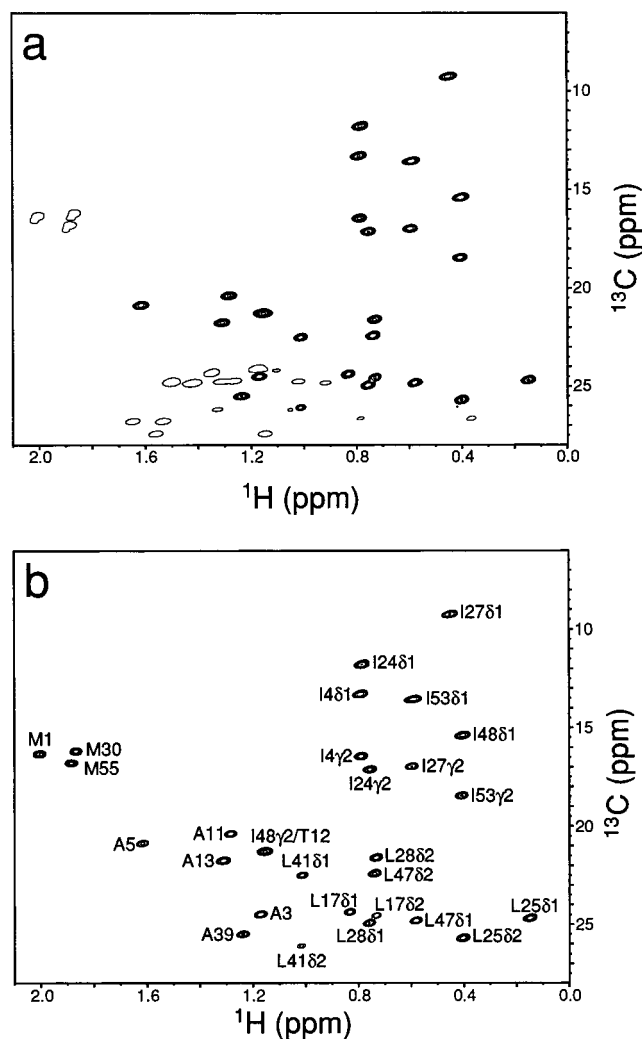 a
10
15
20
25
¹³C (ppm)
2.0 1.6 1.2 0.8 0.4 0.0
¹H (ppm)
b
I27δ1
10
I24δ1
I4δ1 I53δ1
I48δ1
15
M1 M30
M55
I4γ2 I27γ2
I24γ2
I53γ2
¹³C (ppm)
20
A5 A11 I48γ2/T12
A13 L41δ1 L28δ2
L47δ2
L17δ1 L17δ2 L25δ1
A3 L47δ1
25
A39 L28δ1 L25δ2
L41δ2
2.0 1.6 1.2 0.8 0.4 0.0
¹H (ppm)